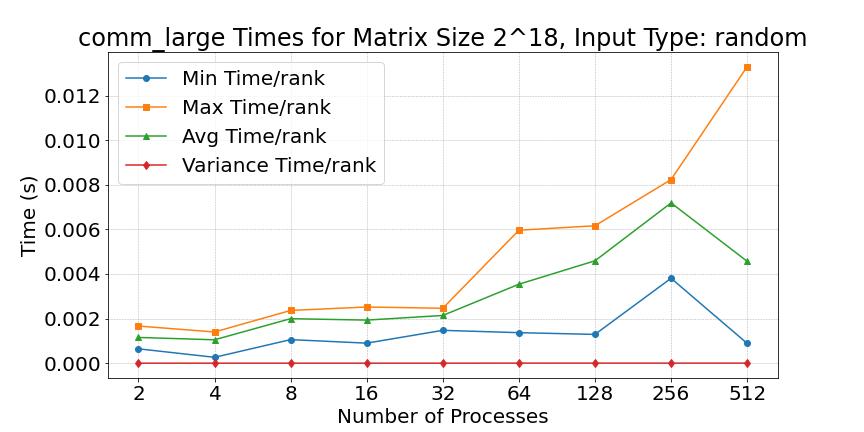 comm_large Times for Matrix Size 2^18, Input Type: random
Min Time/rank
Max Time/rank
Avg Time/rank
Variance Time/rank
Time (s)
0.012
0.010
0.008
0.006
0.004
0.002
0.000
2 4 8 16 32 64 128 256 512
Number of Processes